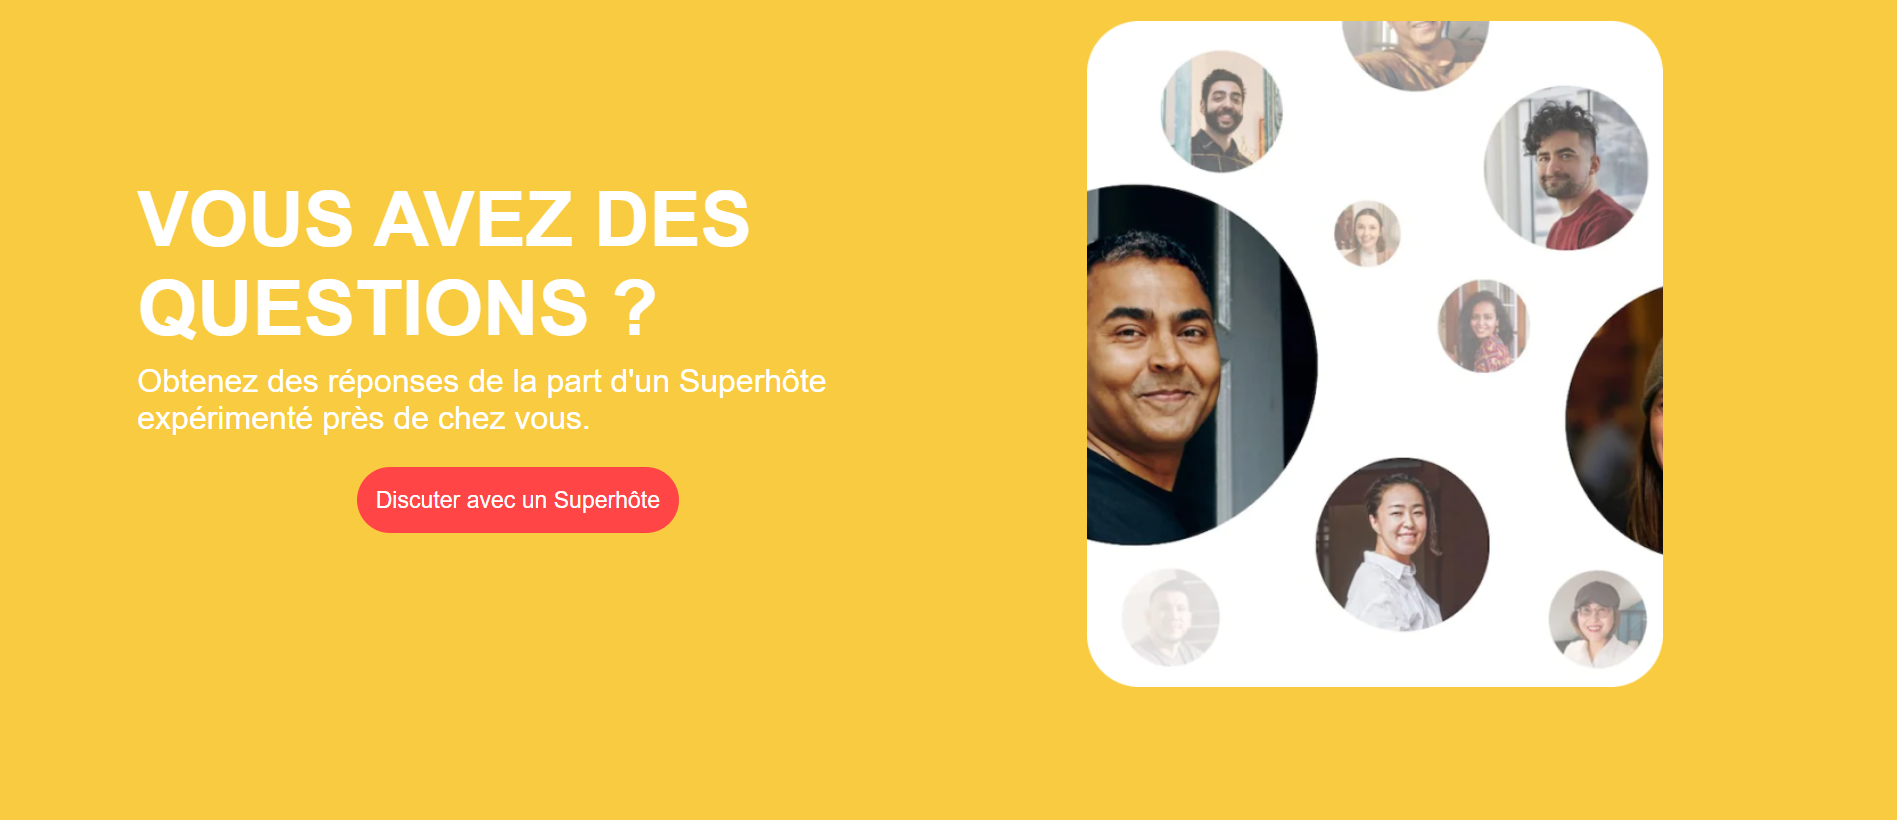 VOUS AVEZ DES
QUESTIONS ?
Obtenez des réponses de la part d'un Superhôte
expérimenté près de chez vous.
Discuter avec un Superhôte